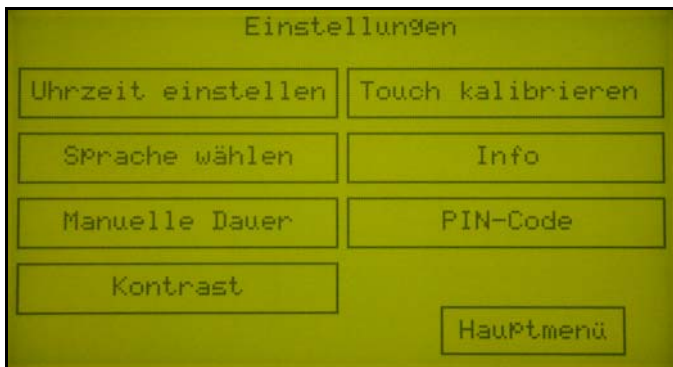 Einstellungen
Uhrzeit einstellen
Touch kalibrieren
Sprache wählen
Info
Manuelle Dauer
PIN-Code
Kontrast
Hauptmenü